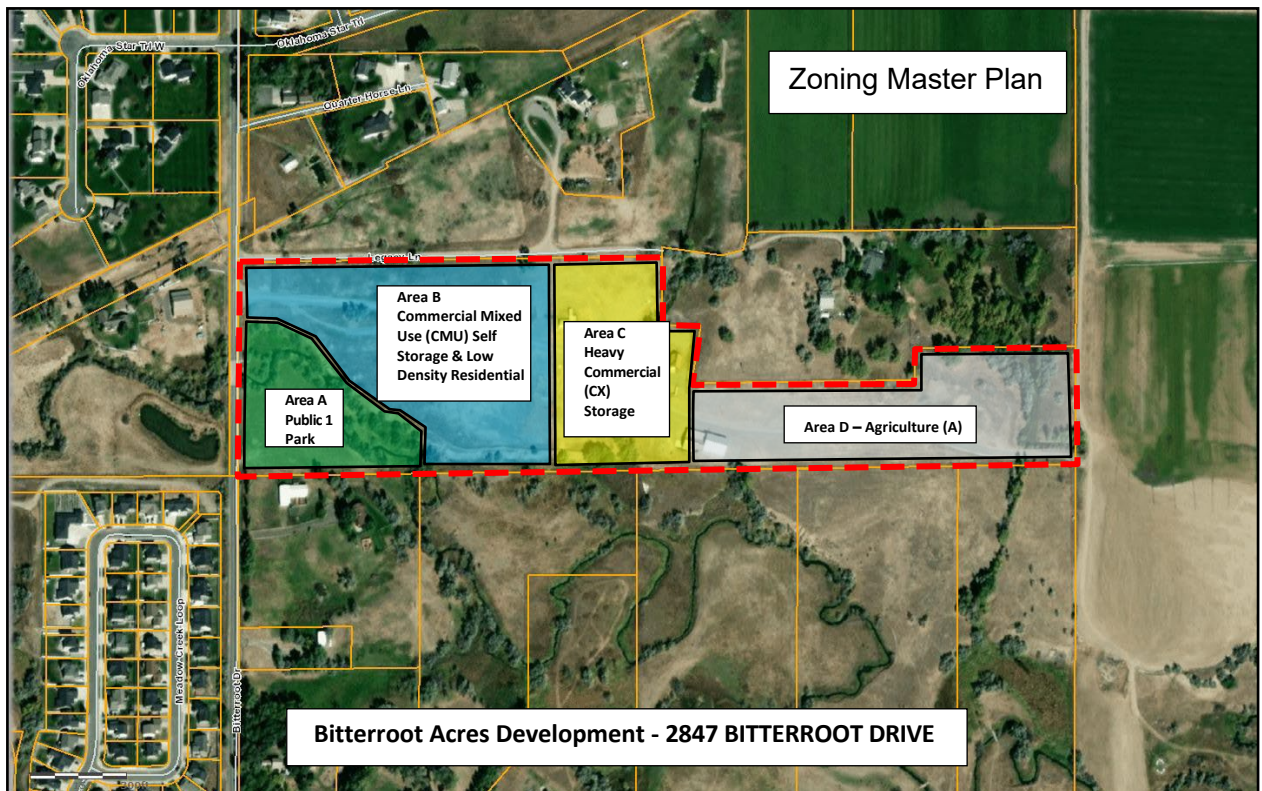 Oklahoma Star Trl W
Oklahoma Star Trl
Quarter Horse Ln
Zoning Master Plan
Legacy Ln
Area A
Public 1
Park
Area B
Commercial Mixed
Use (CMU) Self
Storage & Low
Density Residential
Area C
Heavy
Commercial
(CX)
Storage
Area D – Agriculture (A)
Meadow Creek Loop
Bitterroot Dr
Bitterroot Acres Development - 2847 BITTERROOT DRIVE